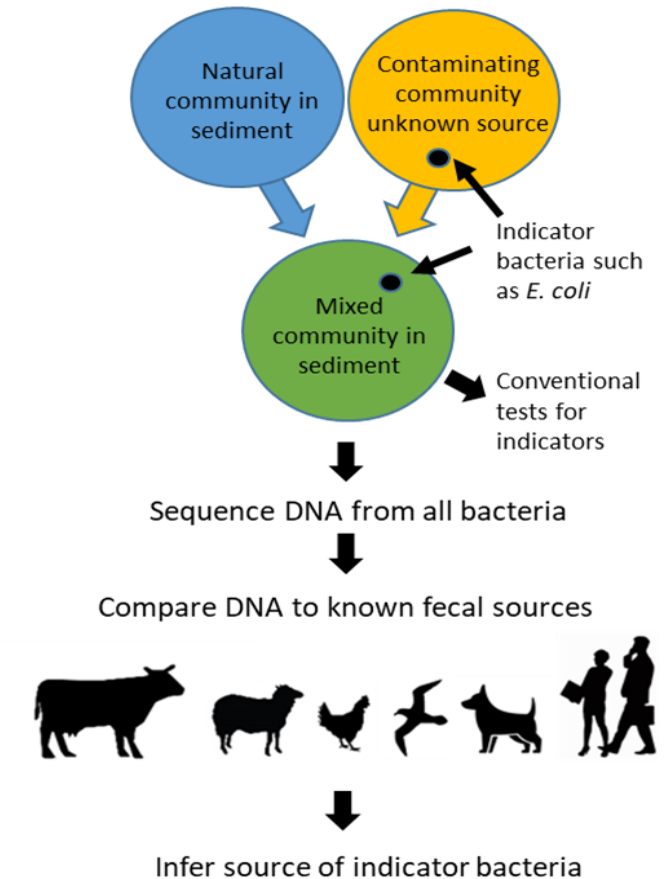 Natural
community in
sediment
Contaminating
community
unknown source
Indicator
bacteria such
as E. coli
Mixed
community in
sediment
Conventional
tests for
indicators
Sequence DNA from all bacteria
Compare DNA to known fecal sources
Infer source of indicator bacteria